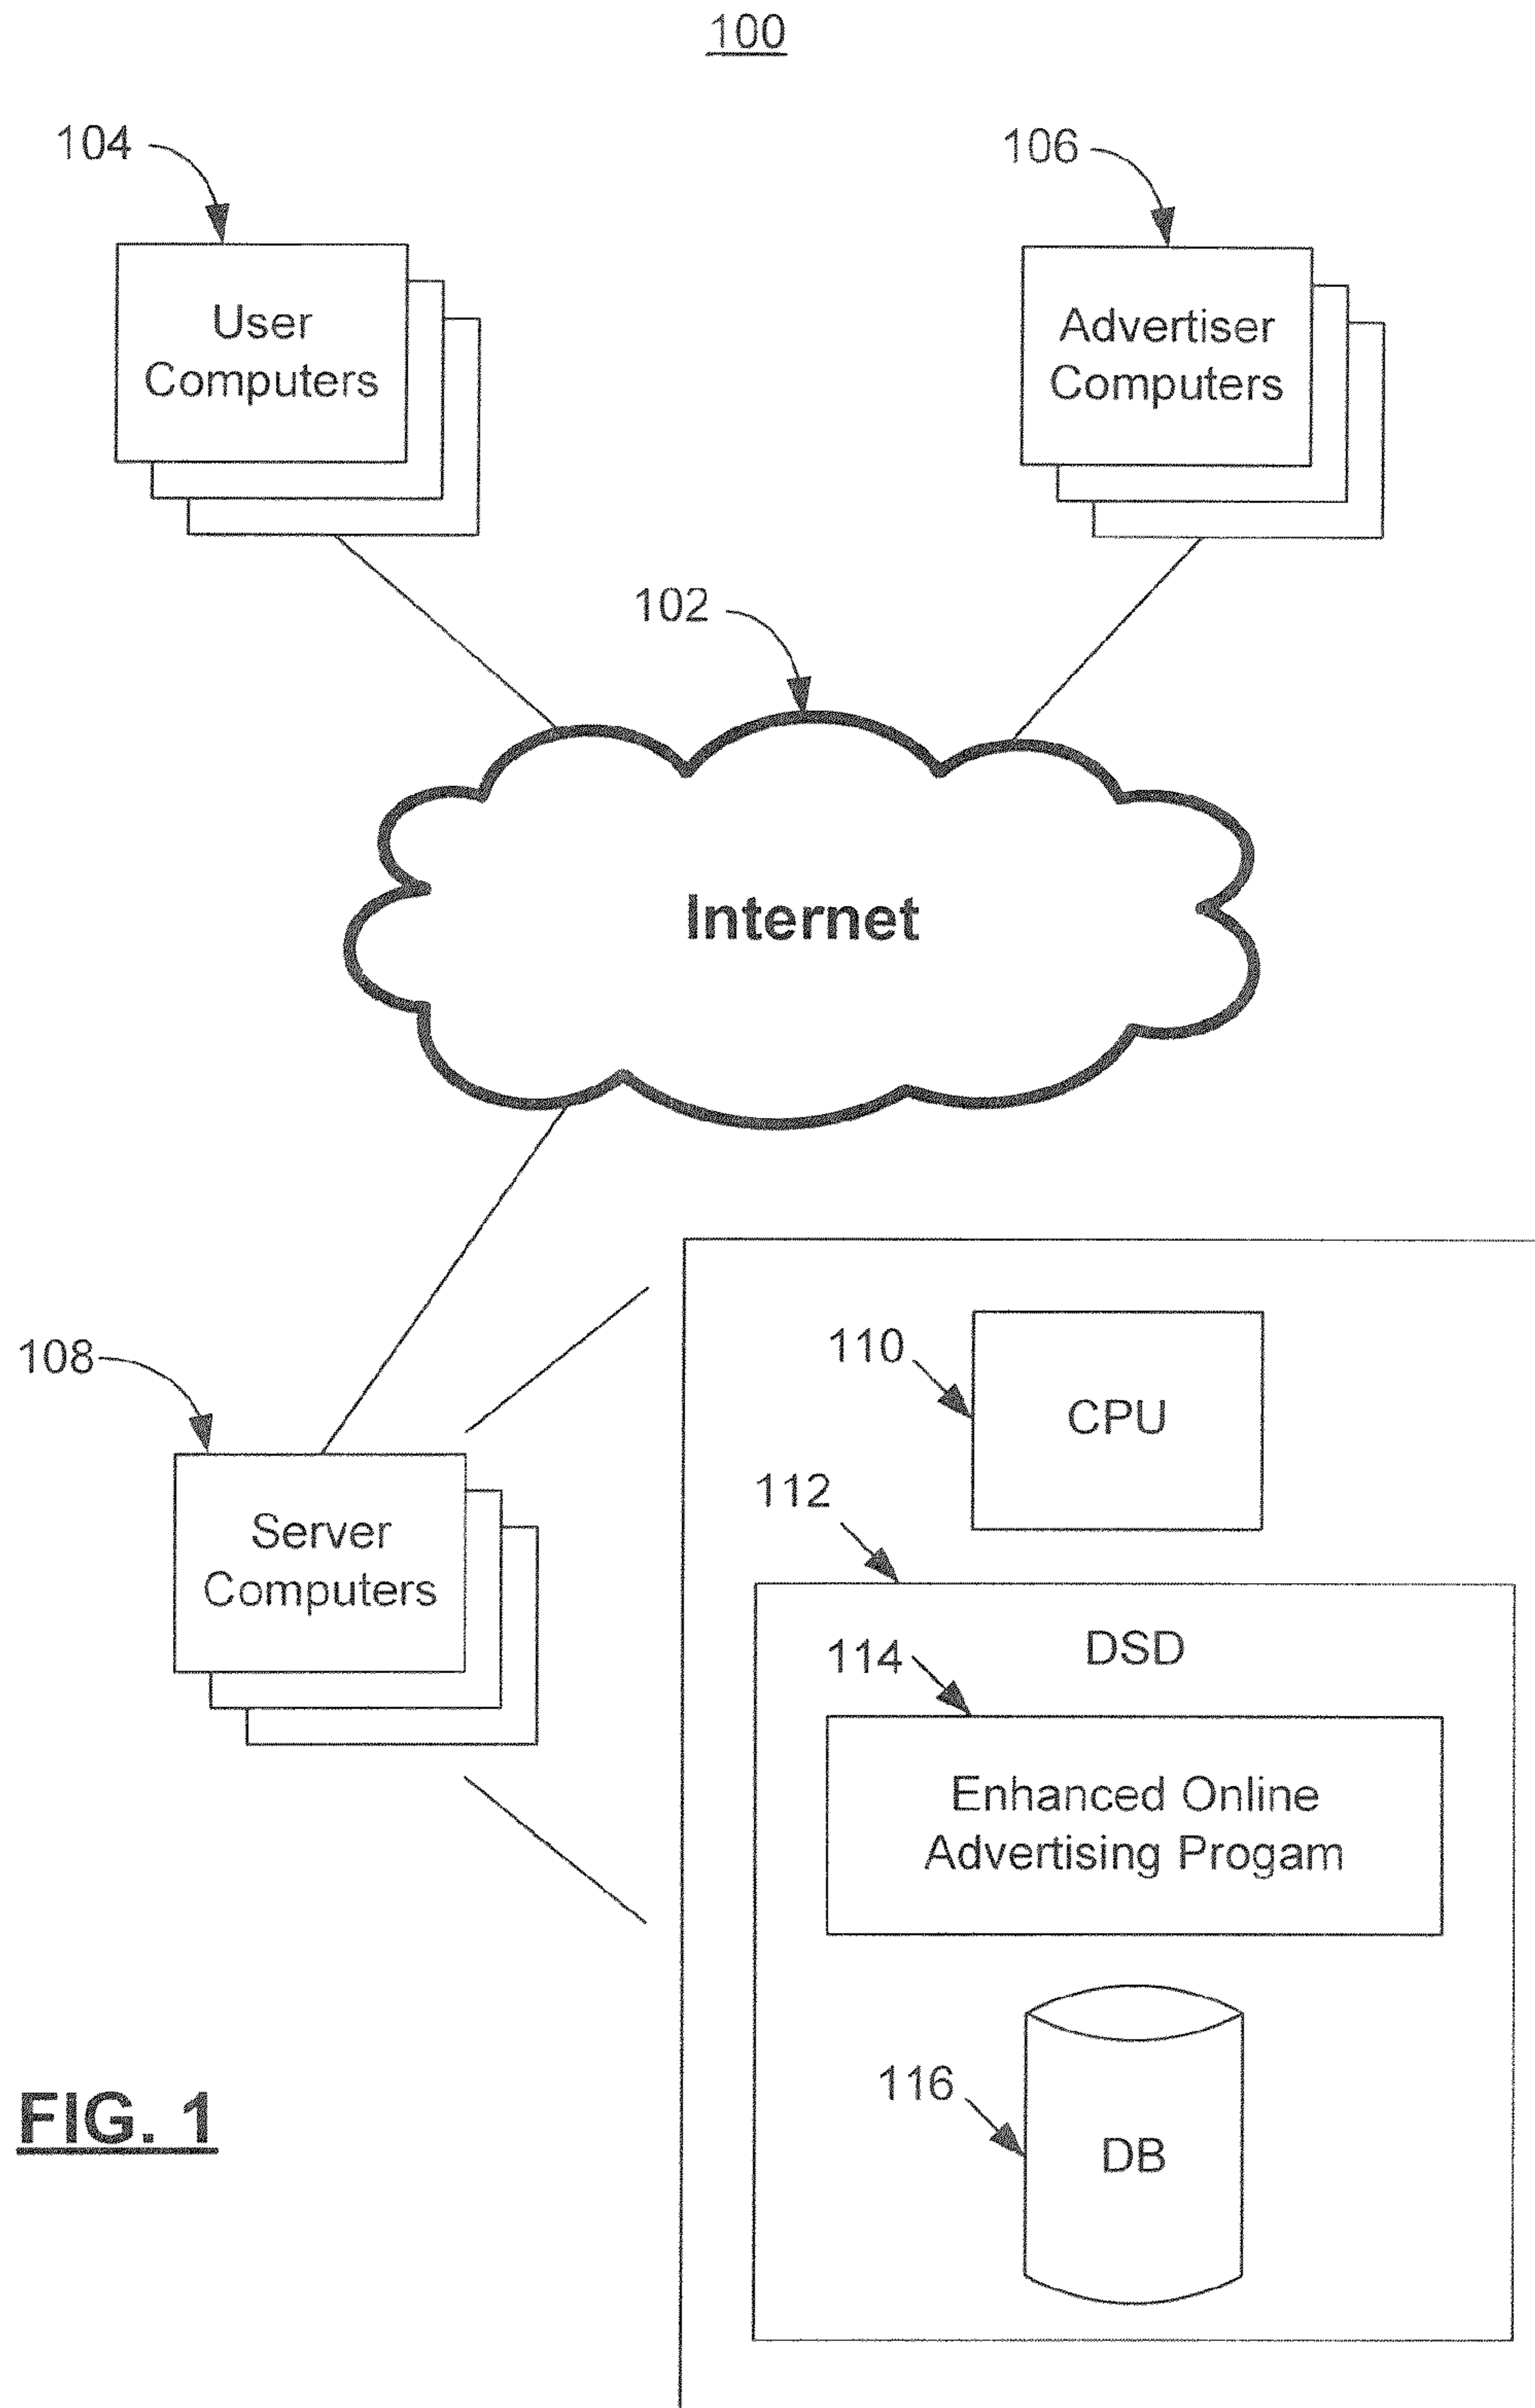 100
104
106
User
Computers
Advertiser
Computers
102
Internet
108
Server
Computers
110
CPU
112
DSD
114
Enhanced Online
Advertising Progam
116
DB
FIG. 1